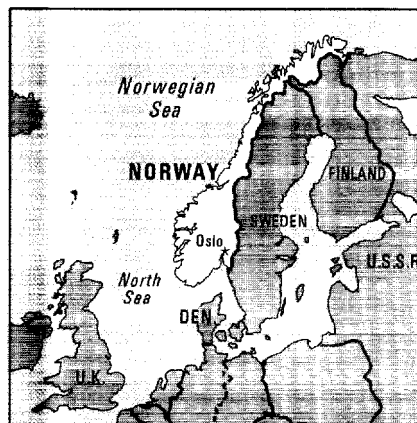 Norwegian
Sea
NORWAY
FINLAND
SWEDEN
Oslo
U.S.S.R
North
Sea
DEN.
U.K.